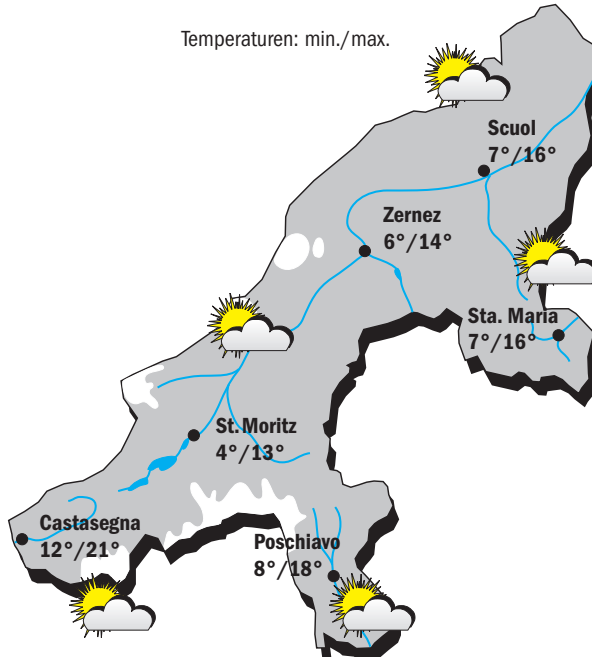 Temperaturen: min./max.
Scuol
7°/16°
Zernez
6°/14°
Sta. Maria
7°/16°
St. Moritz
4°/13°
Castasegna
12°/21°
Poschiavo
8°/18°